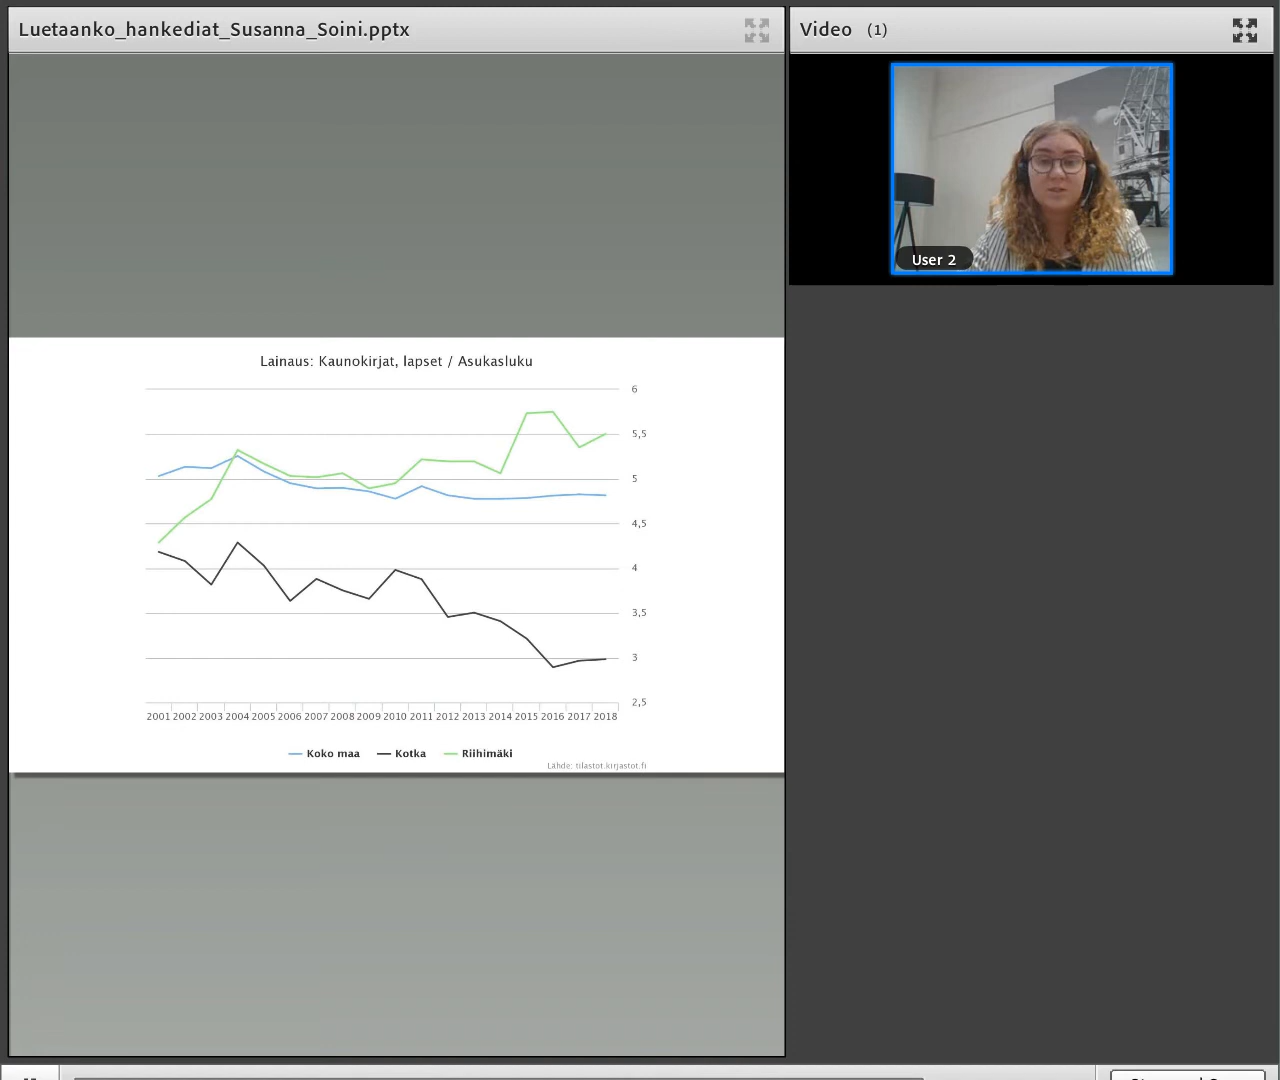 Luetaanko_hankediat_Susanna_Soini.pptx
Video (1)
User 2
Lainaus: Kaunokirjat, lapset / Asukasluku
6
5,5
5
4,5
4
3,5
3
2,5
2001 2002 2003 2004 2005 2006 2007 2008 2009 2010 2011 2012 2013 2014 2015 2016 2017 2018
Koko maa Kotka Riihimäki
Lähde: tilastot.kirjastot.fi